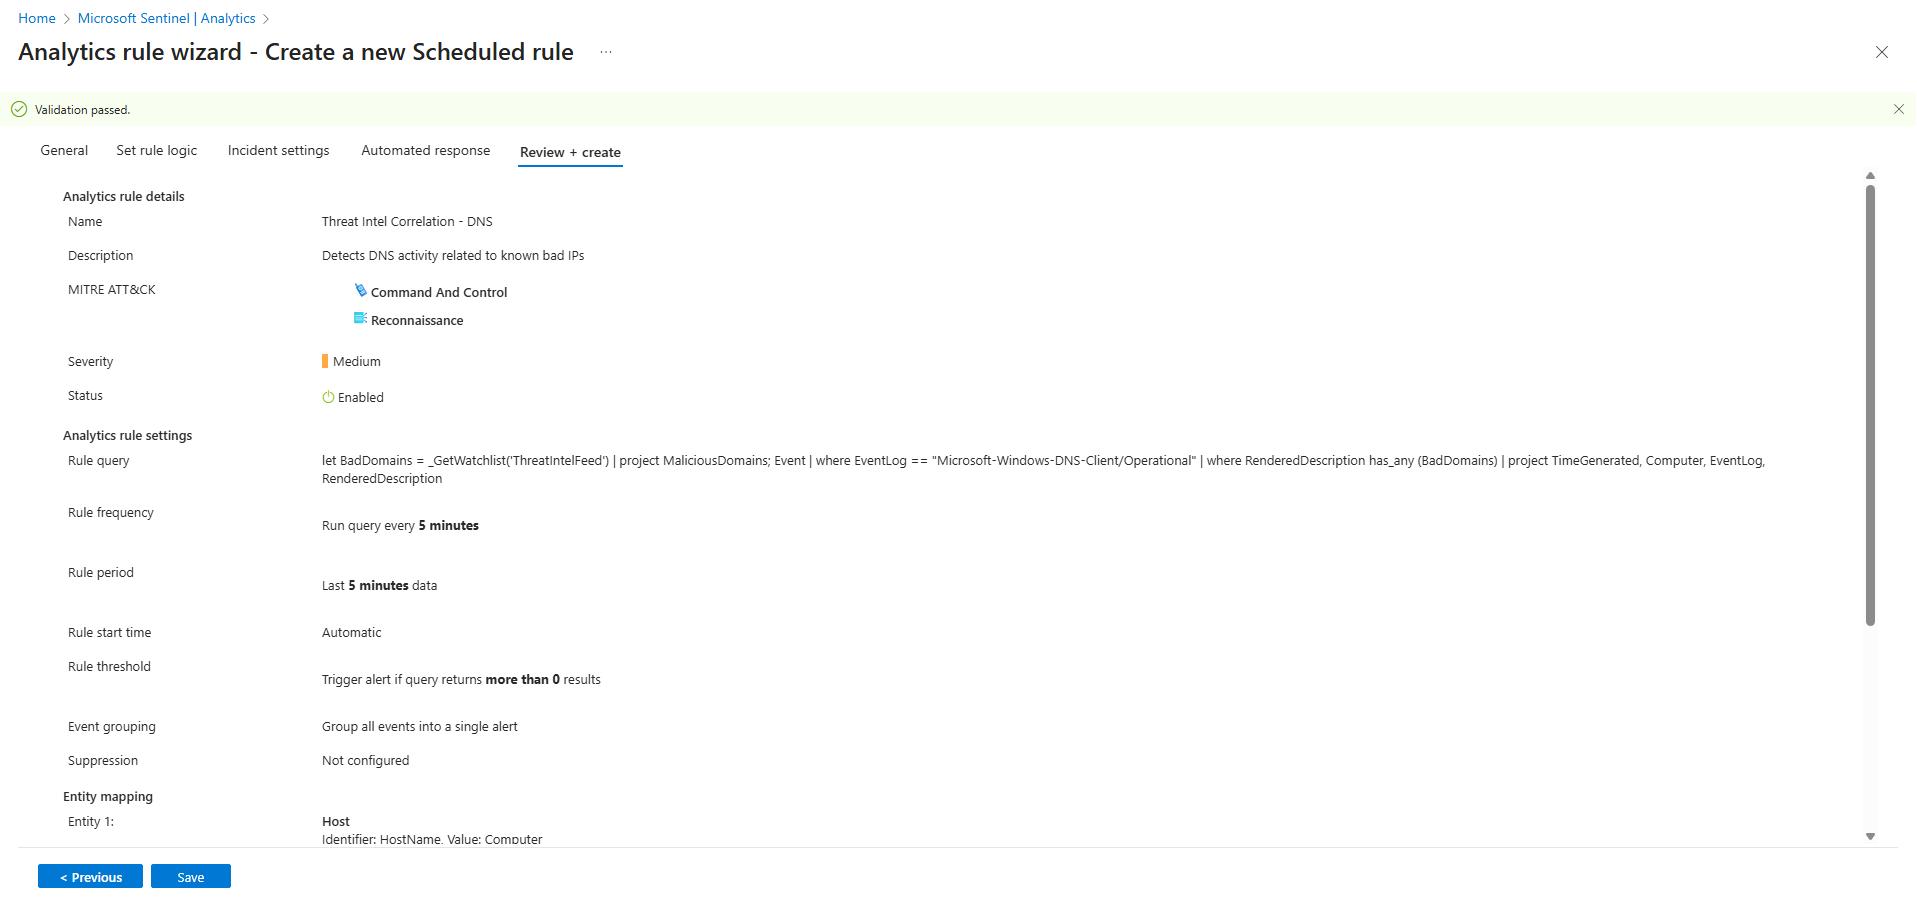 Home > Microsoft Sentinel | Analytics >
Analytics rule wizard - Create a new Scheduled rule ...
Validation passed.
General Set rule logic Incident settings Automated response Review + create
Analytics rule details
Name Threat Intel Correlation - DNS
Description Detects DNS activity related to known bad IPs
MITRE ATT&CK
Command And Control
Reconnaissance
Severity Medium
Status Enabled
Analytics rule settings
Rule query let BadDomains = _GetWatchlist('ThreatIntelFeed') | project MaliciousDomains; Event | where EventLog == "Microsoft-Windows-DNS-Client/Operational" | where RenderedDescription has_any (BadDomains) | project TimeGenerated, Computer, EventLog,
RenderedDescription
Rule frequency
Run query every 5 minutes
Rule period
Last 5 minutes data
Rule start time Automatic
Rule threshold
Trigger alert if query returns more than 0 results
Event grouping Group all events into a single alert
Suppression Not configured
Entity mapping
Entity 1: Host
Identifier: HostName, Value: Computer
< Previous Save